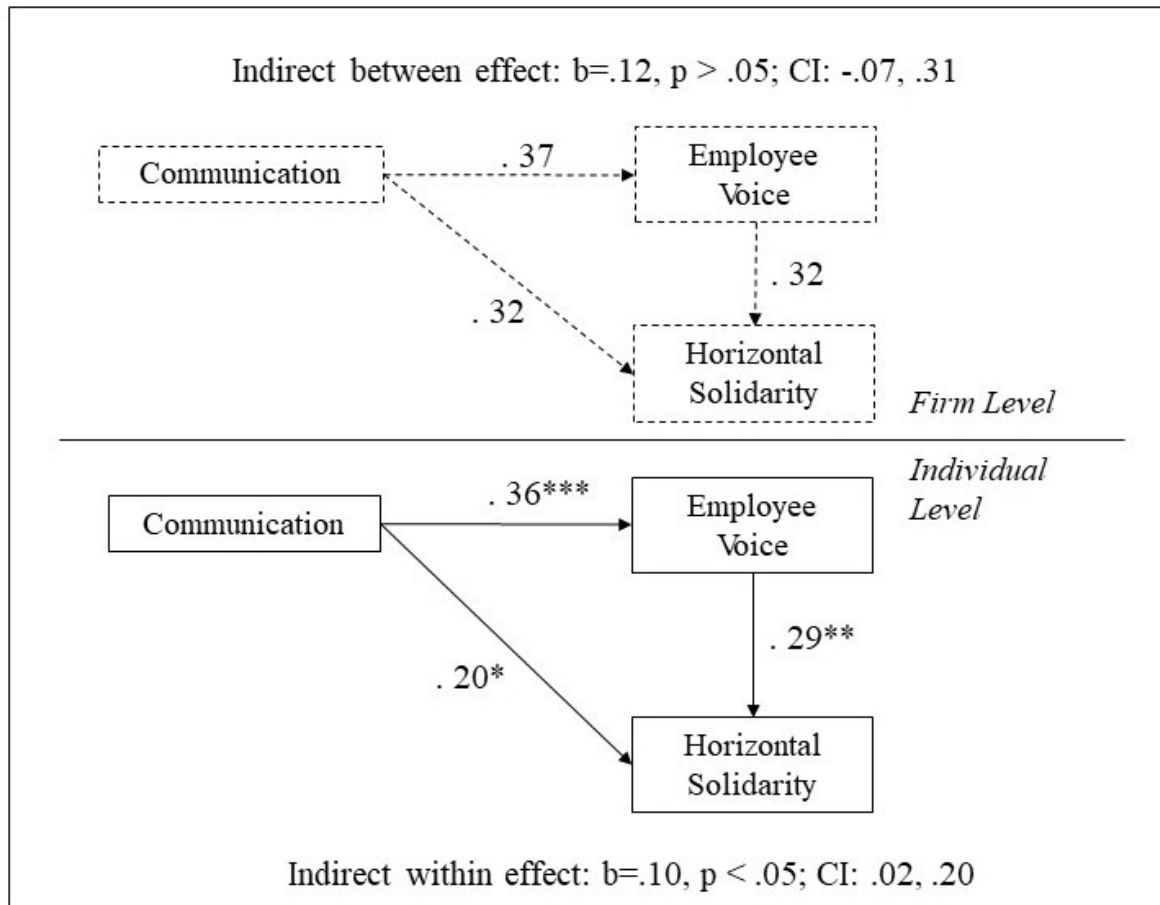 Indirect between effect: b=.12, p > .05; CI: -.07, .31
Communication
. 37
Employee
Voice
. 32
. 32
Horizontal
Solidarity
Firm Level
Individual
Level
Communication
. 36***
Employee
Voice
. 20*
. 29**
Horizontal
Solidarity
Indirect within effect: b=.10, p < .05; CI: .02, .20